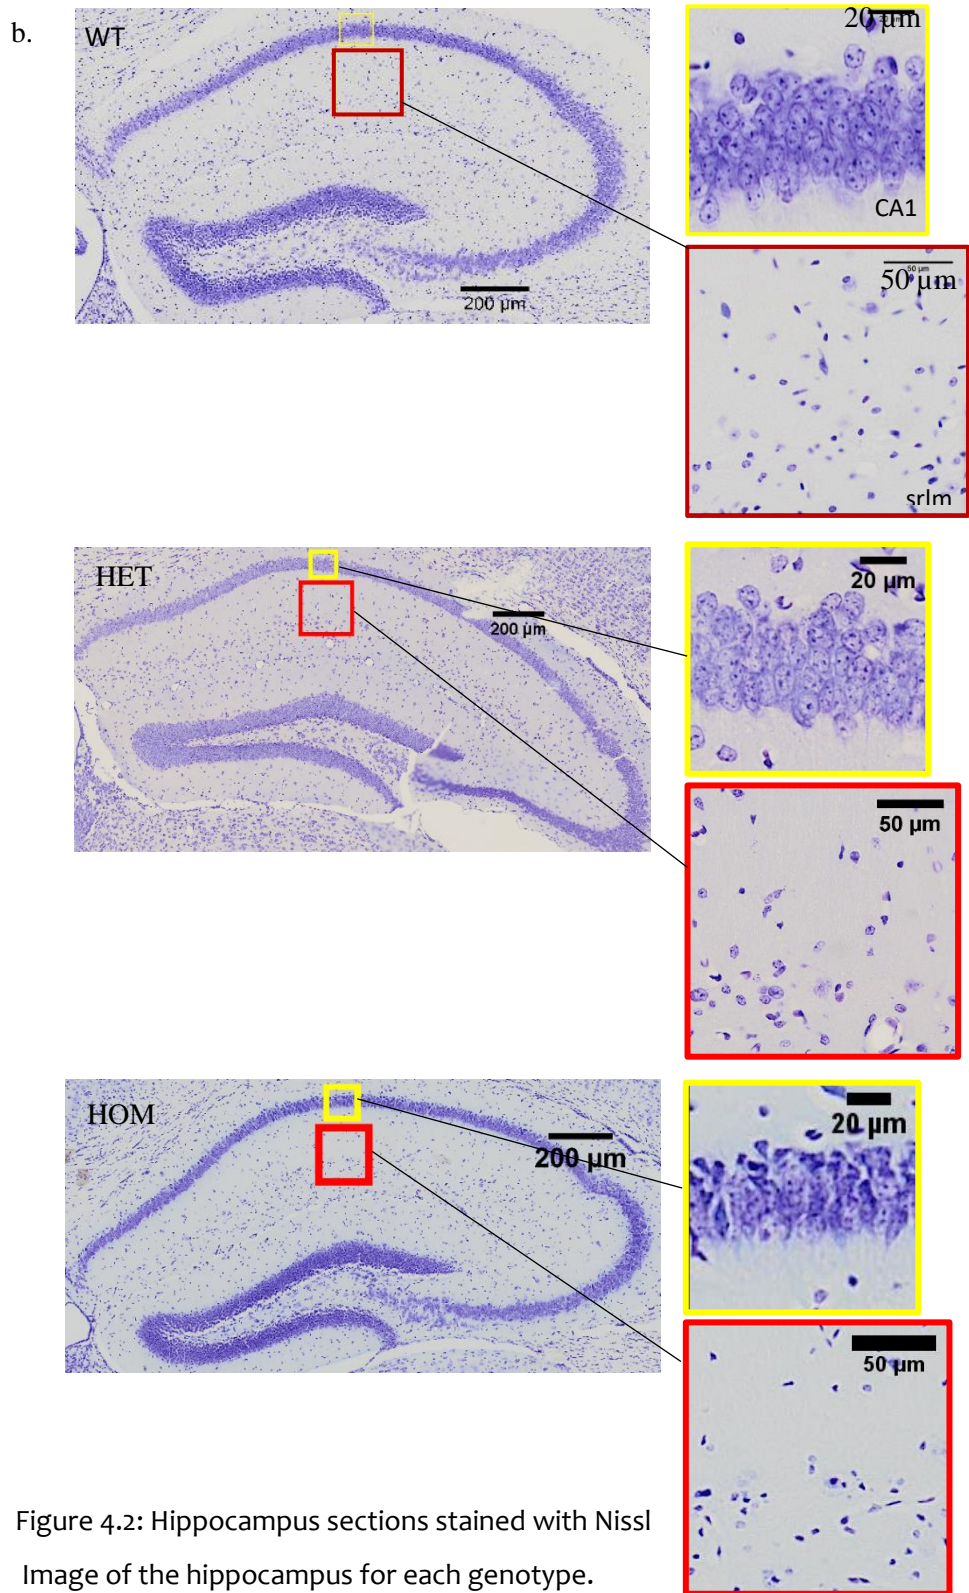 b.
WT
200 µm
20 µm
CA1
50 µm
50 µm
srlm
HET
200 µm
20 µm
50 µm
HOM
200 µm
20 µm
50 µm
Figure 4.2: Hippocampus sections stained with Nissl
Image of the hippocampus for each genotype.